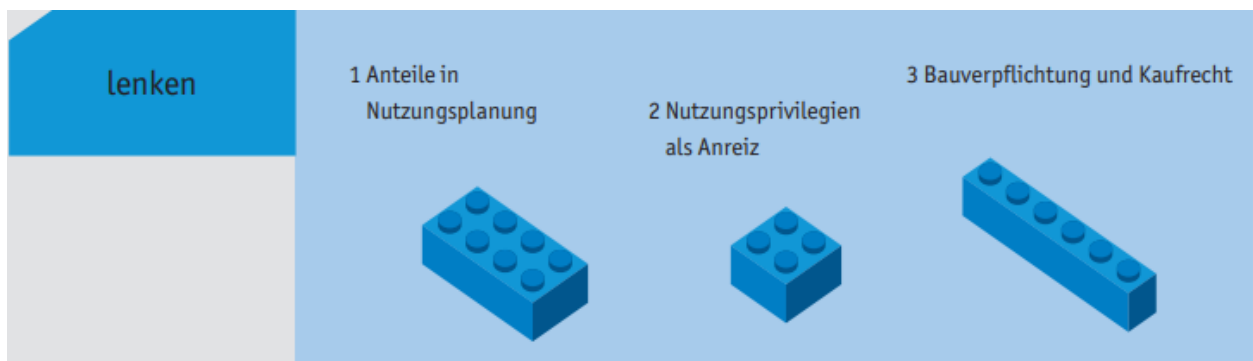 lenken
1 Anteile in
Nutzungsplanung
2 Nutzungsprivilegien
als Anreiz
3 Bauverpflichtung und Kaufrecht